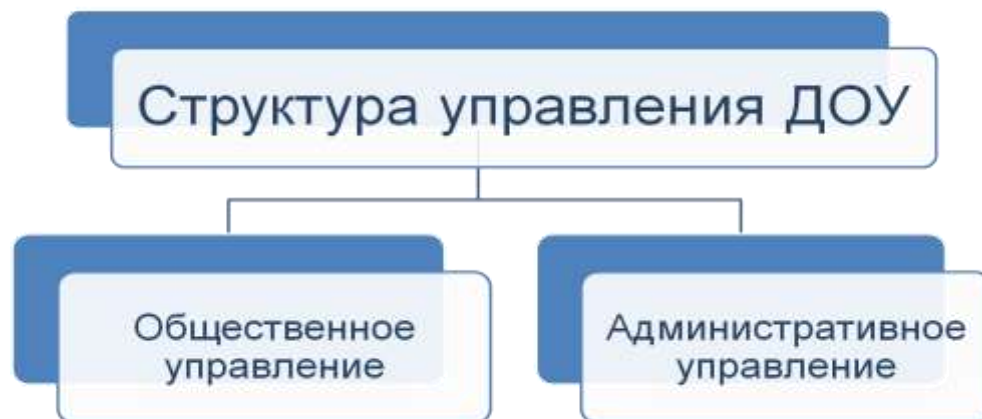 Структура управления ДОУ
Общественное
управление
Административное
управление